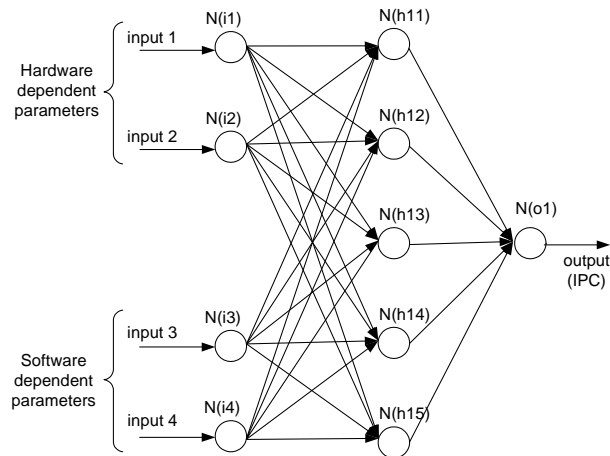 N(i1)
N(h11)
input 1
Hardware
dependent
parameters
N(i2)
N(h12)
input 2
N(h13)
N(o1)
output
(IPC)
N(i3)
N(h14)
input 3
Software
dependent
parameters
N(i4)
N(h15)
input 4